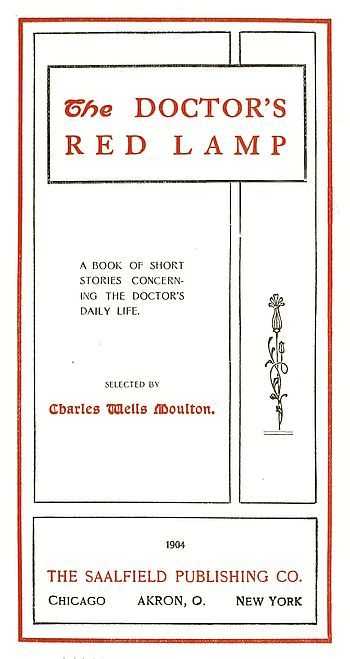 The DOCTOR'S
RED LAMP
A BOOK OF SHORT
STORIES CONCERN-
ING THE DOCTOR'S
DAILY LIFE.
SELECTED BY
Charles Wells Moulton.
1904
THE SAALFIELD PUBLISHING CO.
CHICAGO AKRON, O. NEW YORK